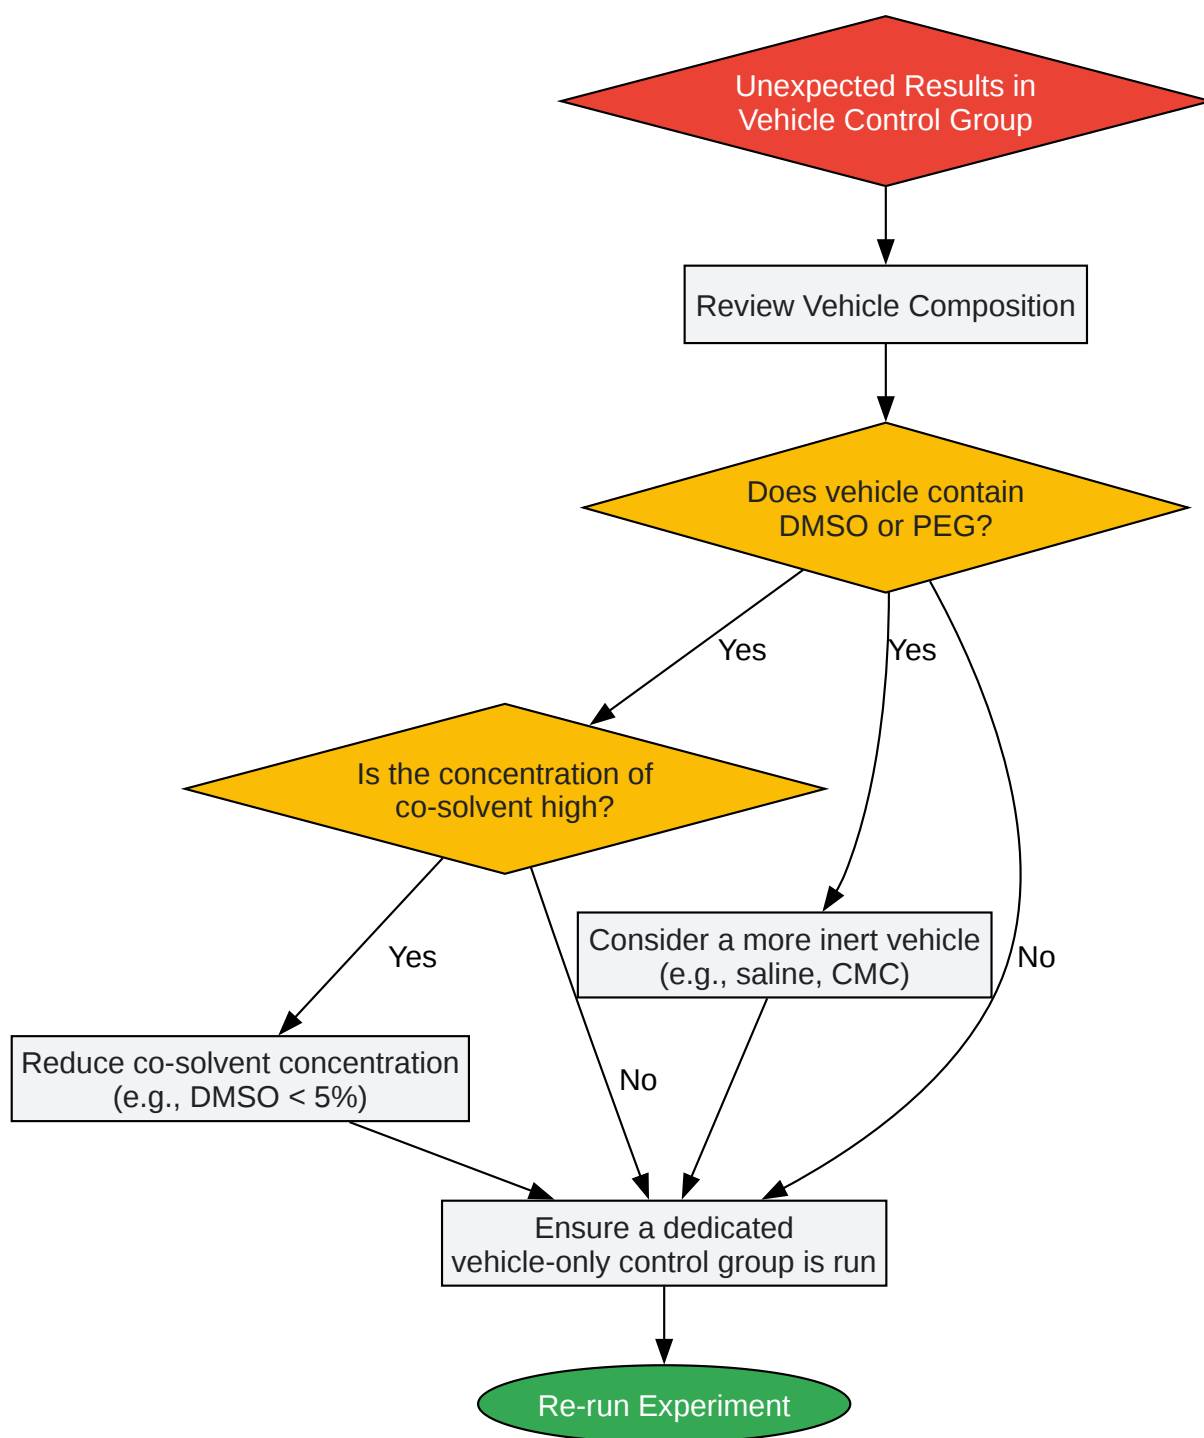 Unexpected Results in
Vehicle Control Group
Review Vehicle Composition
Does vehicle contain
DMSO or PEG?
Yes
Yes
Is the concentration of
co-solvent high?
Consider a more inert vehicle
(e.g., saline, CMC)
Yes
No
Reduce co-solvent concentration
(e.g., DMSO < 5%)
No
Ensure a dedicated
vehicle-only control group is run
Re-run Experiment